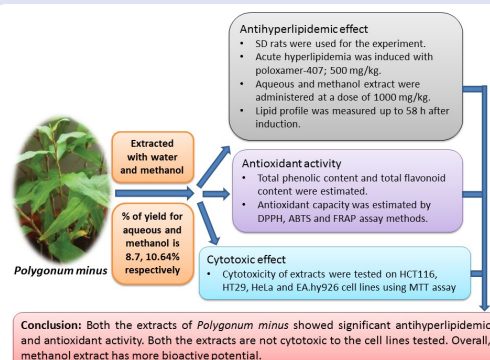 Antihyperlipidemic effect
• SD rats were used for the experiment.
• Acute hyperlipidemia was induced with
poloxamer-407; 500 mg/kg.
• Aqueous and methanol extract were
administered at a dose of 1000 mg/kg.
• Lipid profile was measured up to 58 h after
induction.
Extracted
with water
and methanol
% of yield for
aqueous and
methanol is
8.7, 10.64%
respectively
Polygonum minus
Antioxidant activity
• Total phenolic content and total flavonoid
content were estimated.
• Antioxidant capacity was estimated by
DPPH, ABTS and FRAP assay methods.
Cytotoxic effect
• Cytotoxicity of extracts were tested on HCT116,
HT29, HeLa and EA.hy926 cell lines using MTT assay
Conclusion: Both the extracts of Polygonum minus showed significant antihyperlipidemic
and antioxidant activity. Both the extracts are not cytotoxic to the cell lines tested. Overall,
methanol extract has more bioactive potential.